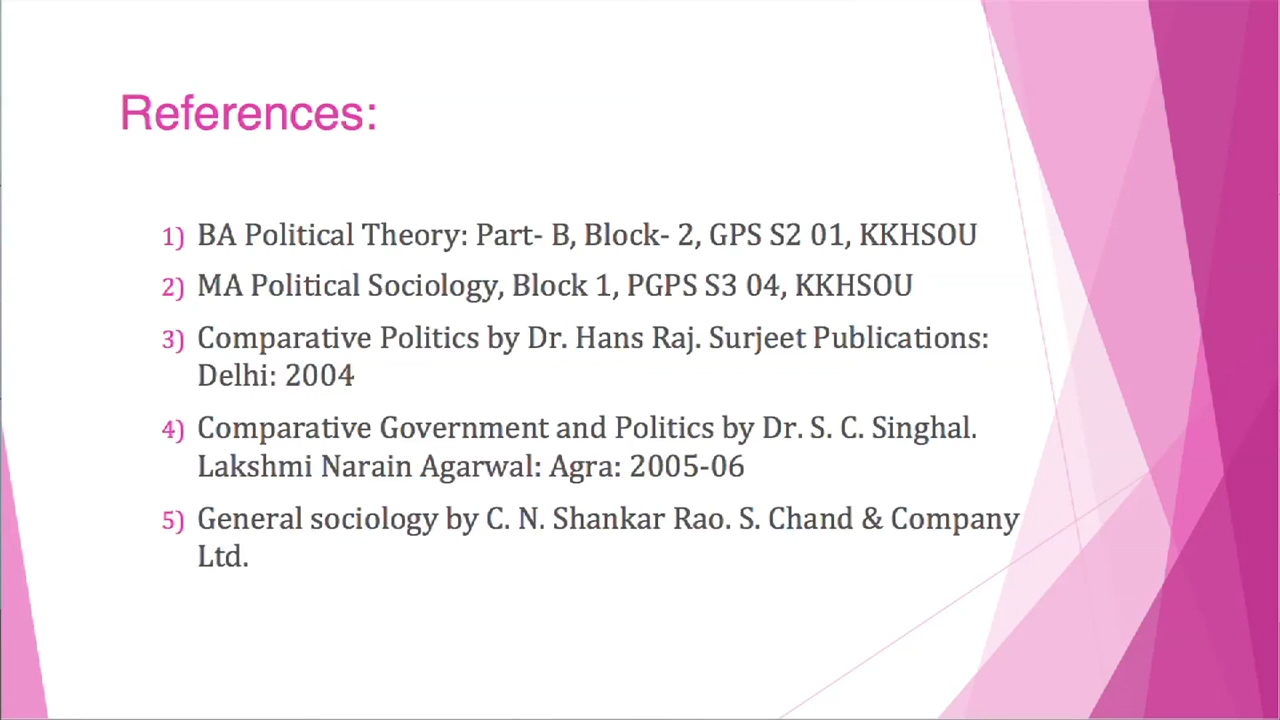 References:
1) BA Political Theory: Part- B, Block- 2, GPS S2 01, KKHSOU
2) MA Political Sociology, Block 1, PGPS S3 04, KKHSOU
3) Comparative Politics by Dr. Hans Raj. Surjeet Publications:
Delhi: 2004
4) Comparative Government and Politics by Dr. S. C. Singhal.
Lakshmi Narain Agarwal: Agra: 2005-06
5) General sociology by C. N. Shankar Rao. S. Chand & Company
Ltd.